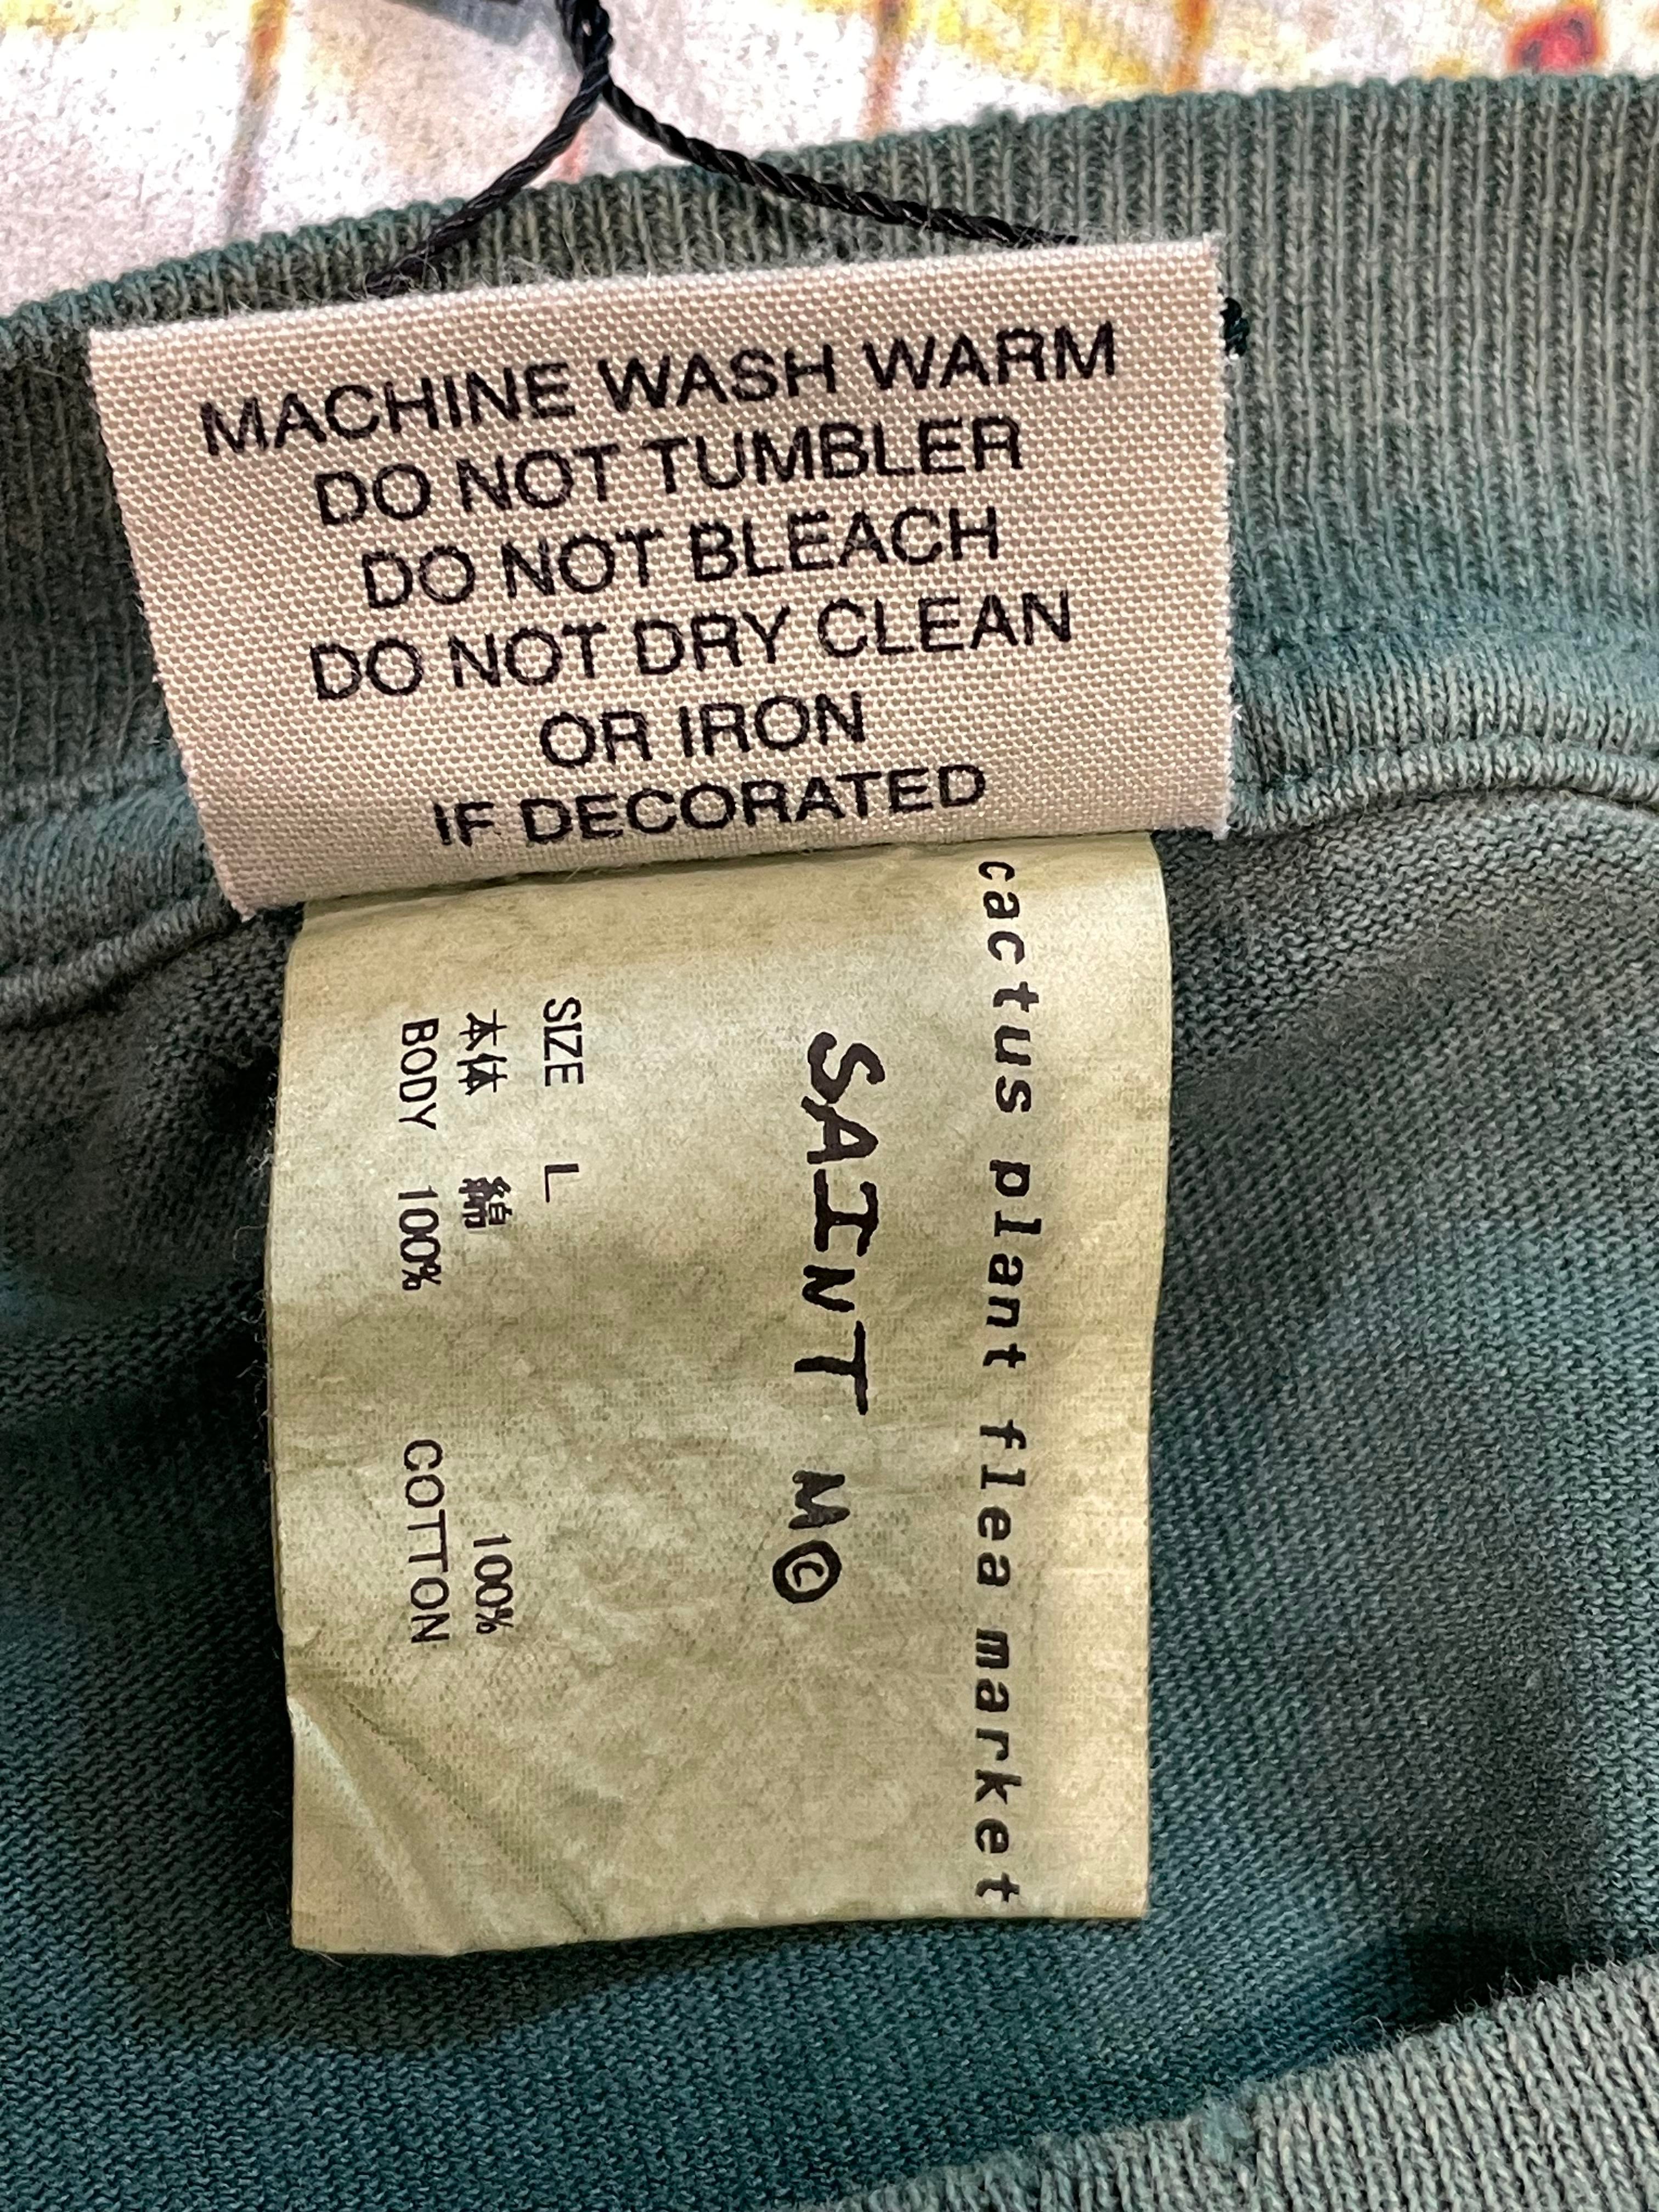 MACHINE WASH WARM
DO NOT TUMBLER
DO NOT BLEACH
DO NOT DRY CLEAN
OR IRON
IF DECORATED
cactus plant flea market
SAINT M©
SIZE L
本体 綿 100%
BODY 100% COTTON